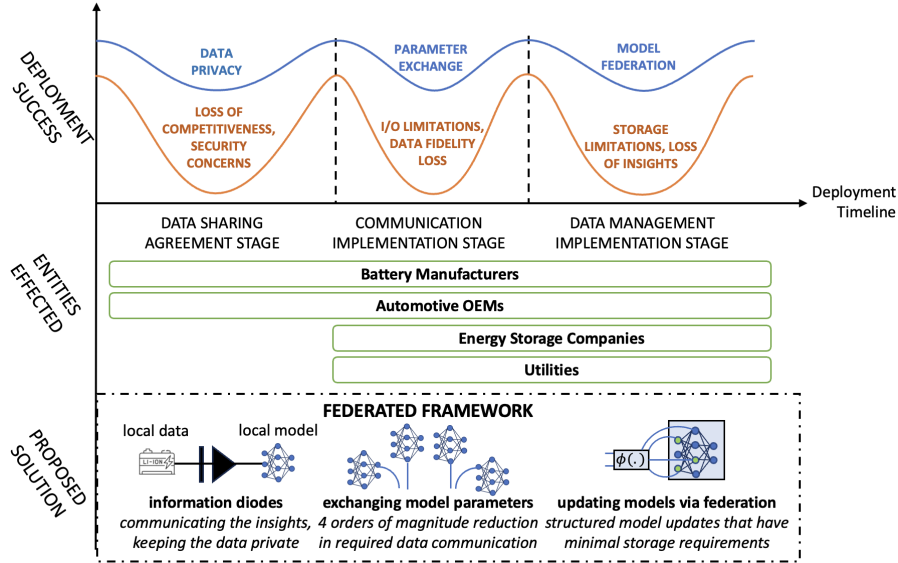 DEPLOYMENT
SUCCESS
DATA
PRIVACY
PARAMETER
EXCHANGE
MODEL
FEDERATION
LOSS OF
COMPETITIVENESS,
SECURITY
CONCERNS
I/O LIMITATIONS,
DATA FIDELITY
LOSS
STORAGE
LIMITATIONS, LOSS
OF INSIGHTS
Deployment
Timeline
DATA SHARING
AGREEMENT STAGE
COMMUNICATION
IMPLEMENTATION STAGE
DATA MANAGEMENT
IMPLEMENTATION STAGE
ENTITIES
EFFECTED
Battery Manufacturers
Automotive OEMs
Energy Storage Companies
Utilities
PROPOSED
SOLUTION
FEDERATED FRAMEWORK
local data
local model
LI-ION
ϕ(.)
information diodes
communicating the insights,
keeping the data private
exchanging model parameters
4 orders of magnitude reduction
in required data communication
updating models via federation
structured model updates that have
minimal storage requirements